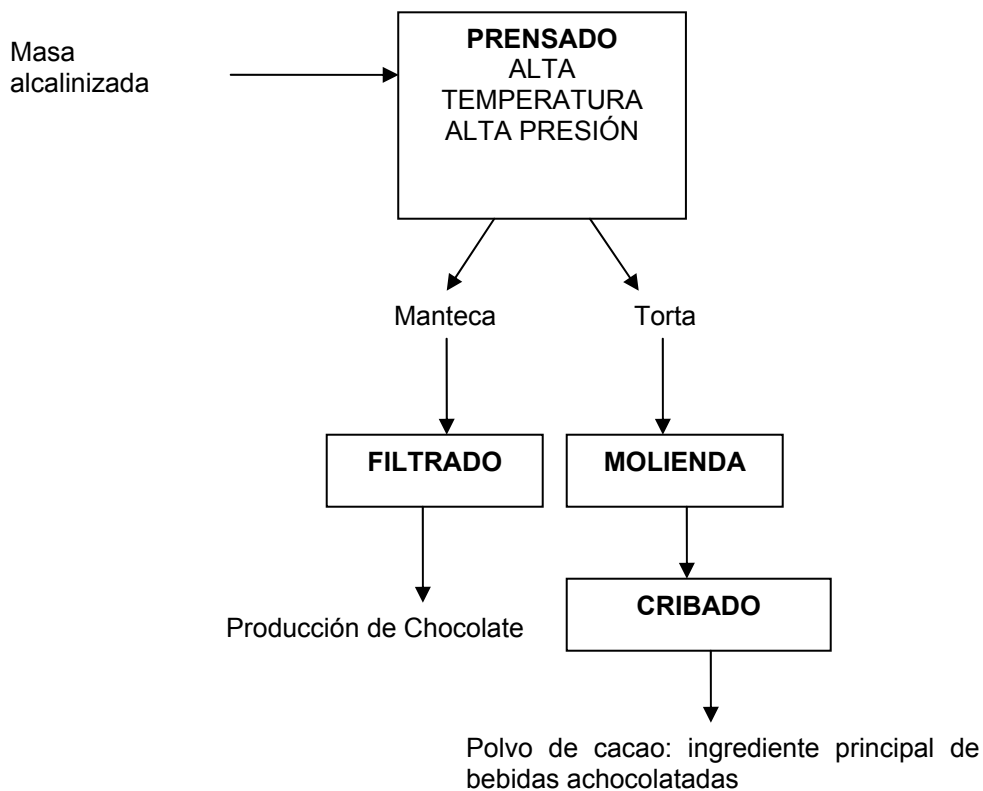 Masa
alcalinizada
PRENSADO
ALTA
TEMPERATURA
ALTA PRESIÓN
Manteca
Torta
FILTRADO
MOLIENDA
Producción de Chocolate
CRIBADO
Polvo de cacao: ingrediente principal de
bebidas achocolatadas